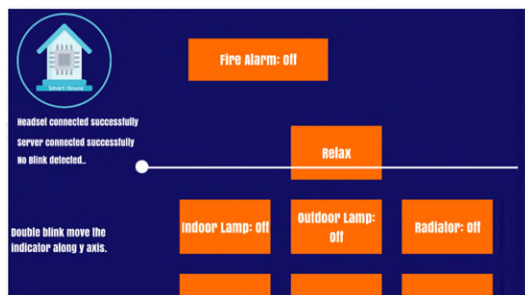 Fire Alarm: Off
Smart House
Headset connected successfully
Server connected successfully
No Blink detected..
Relax
Indoor Lamp: Off
Outdoor Lamp:
Off
Radiator: Off
Double blink move the
indicator along y axis.